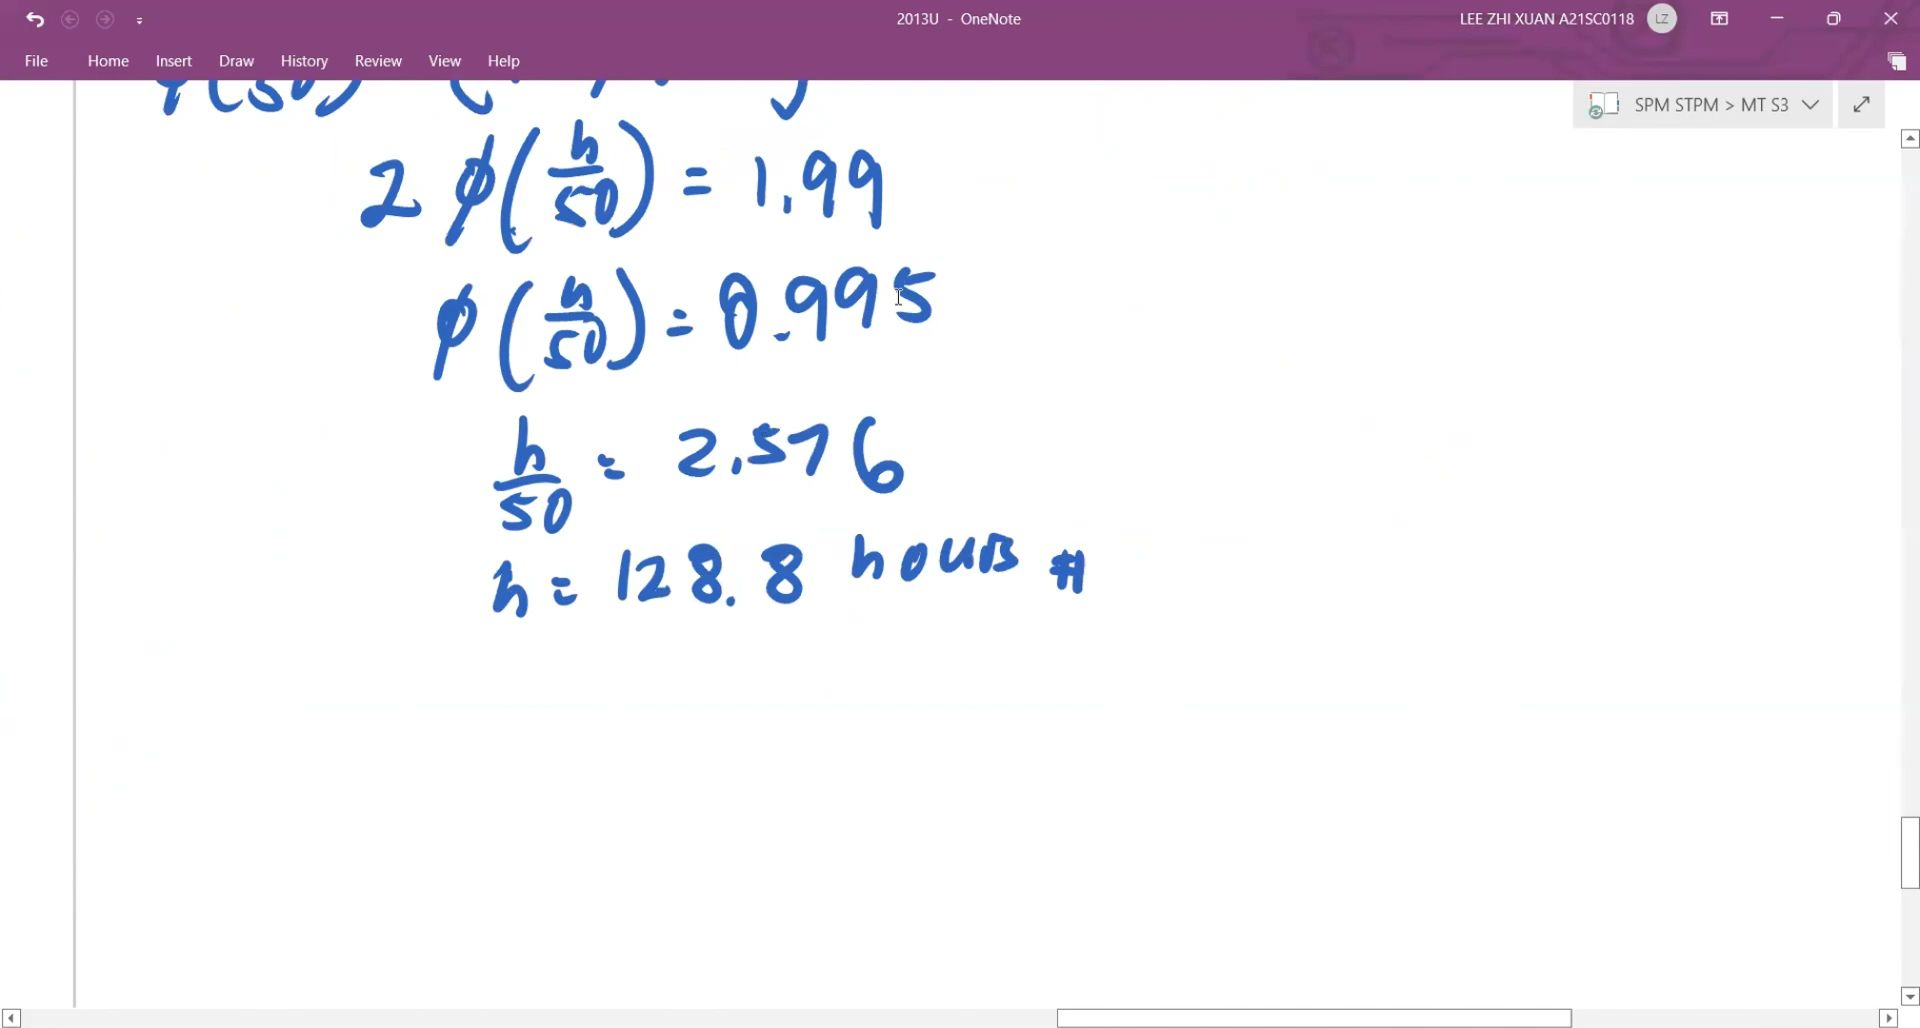 2013U - OneNote
LEE ZHI XUAN A21SC0118 LZ
File Home Insert Draw History Review View Help
SPM STPM > MT S3
2 φ(h/50) = 1.99
φ(h/50) = 0.995
h/50 = 2.576
h = 128.8 hours #